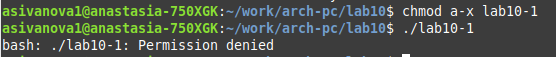 asivanova1@anastasia-750XGK:~/work/arch-pc/lab10$ chmod a-x lab10-1
asivanova1@anastasia-750XGK:~/work/arch-pc/lab10$ ./lab10-1
bash: ./lab10-1: Permission denied